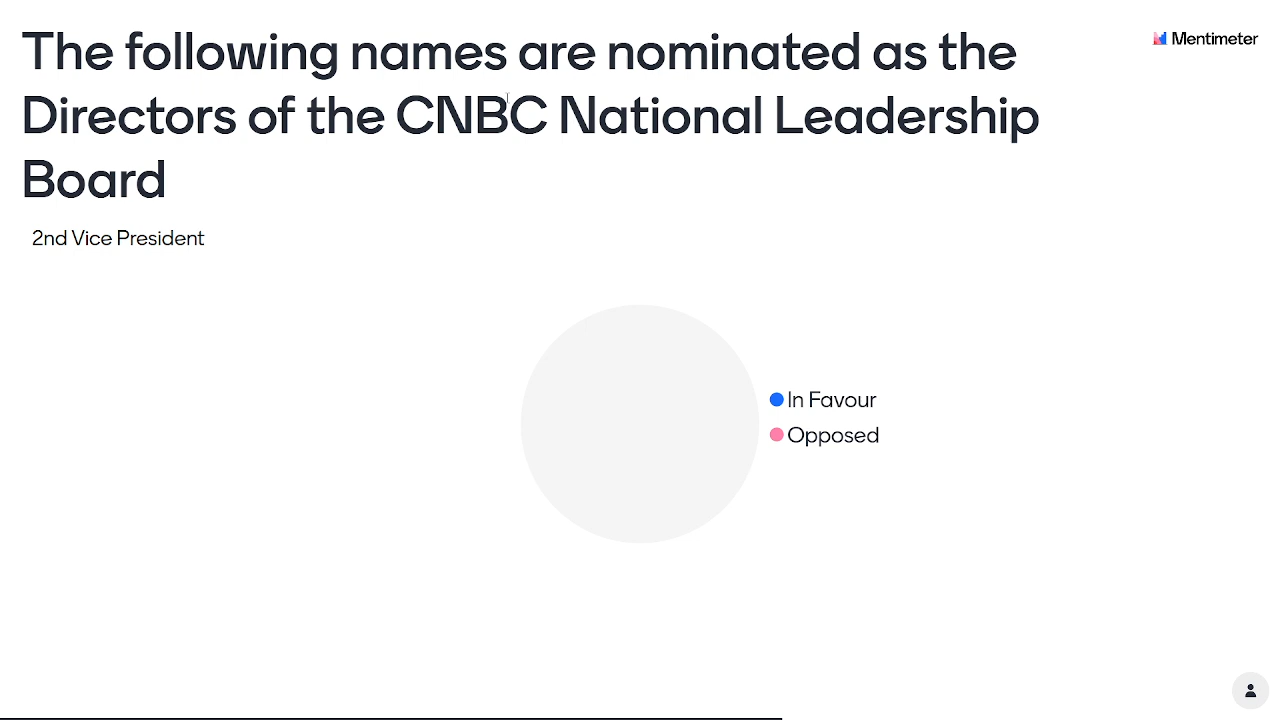 The following names are nominated as the
Directors of the CNBC National Leadership
Board
Mentimeter
2nd Vice President
In Favour
Opposed